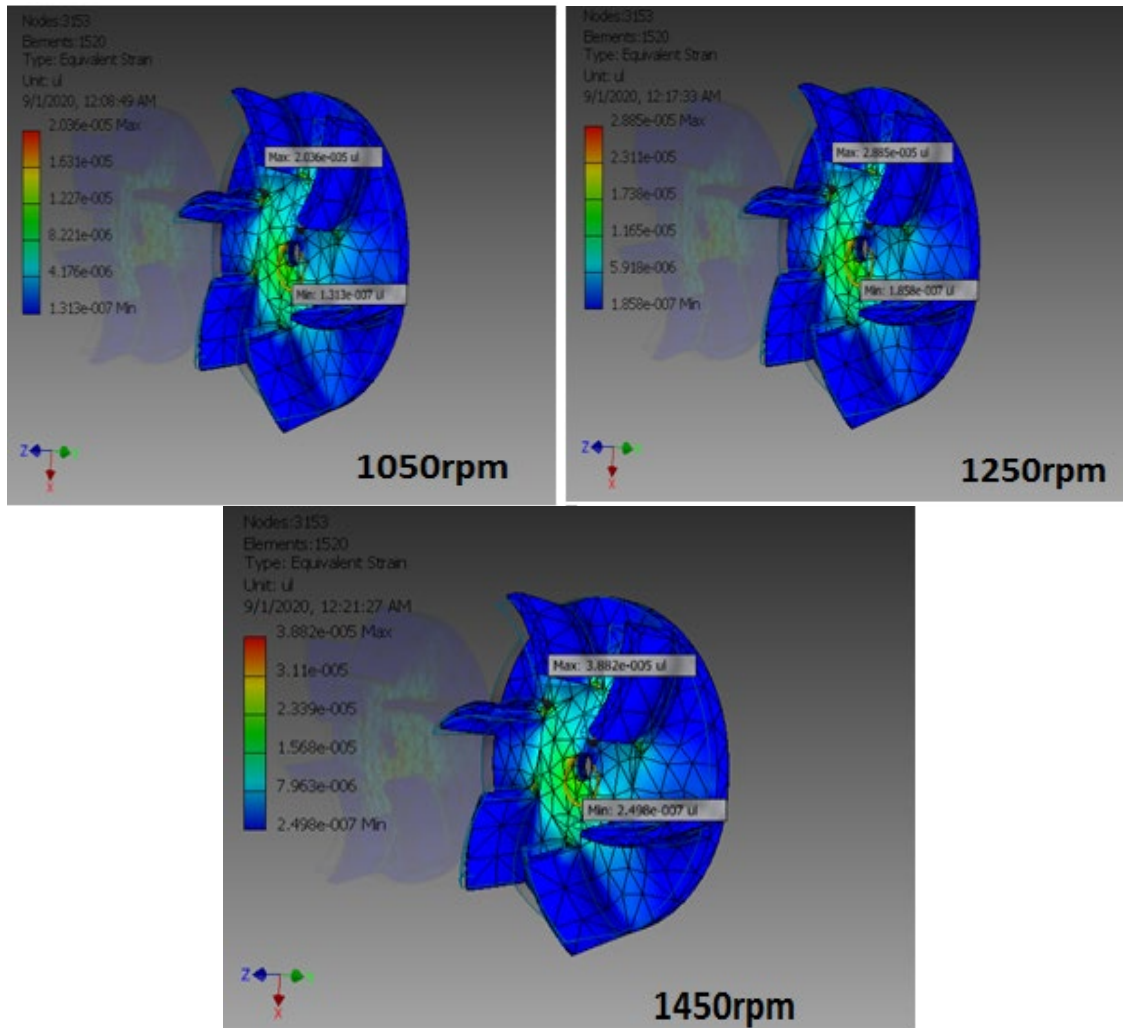 Nodes:3153
Elements:1520
Type: Equivalent Strain
Unit: ul
9/1/2020, 12:08:49 AM
2.036e-005 Max
1.631e-005
1.227e-005
8.221e-006
4.176e-006
1.313e-007 Min
Max: 2.036e-005 ul
Min: 1.313e-007 ul
Z
X
1050rpm
Nodes:3153
Elements:1520
Type: Equivalent Strain
Unit: ul
9/1/2020, 12:17:33 AM
2.885e-005 Max
2.311e-005
1.738e-005
1.165e-005
5.918e-006
1.858e-007 Min
Max: 2.885e-005 ul
Min: 1.858e-007 ul
Z
X
1250rpm
Nodes:3153
Elements:1520
Type: Equivalent Strain
Unit: ul
9/1/2020, 12:21:27 AM
3.882e-005 Max
3.11e-005
2.339e-005
1.568e-005
7.963e-006
2.498e-007 Min
Max: 3.882e-005 ul
Min: 2.498e-007 ul
Z
X
1450rpm